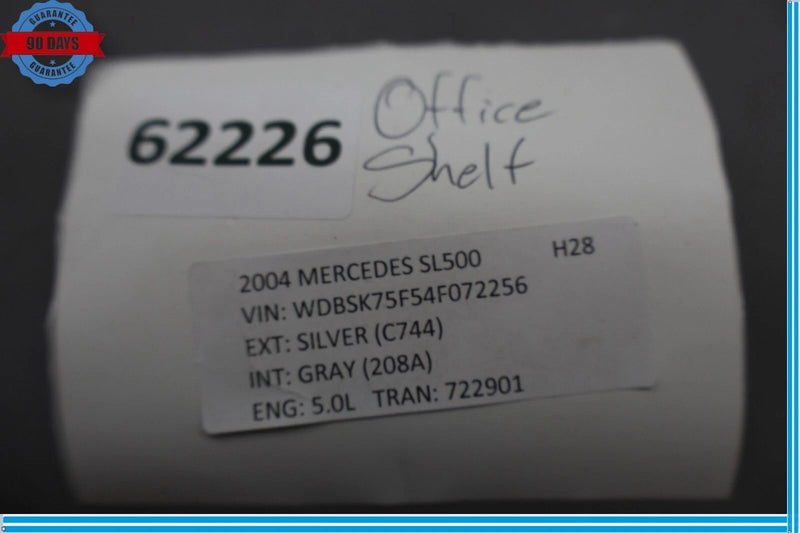 GUARANTEE
90 DAYS
GUARANTEE
62226
Office
Shelf
2004 MERCEDES SL500 H28
VIN: WDBSK75F54F072256
EXT: SILVER (C744)
INT: GRAY (208A)
ENG: 5.0L TRAN: 722901